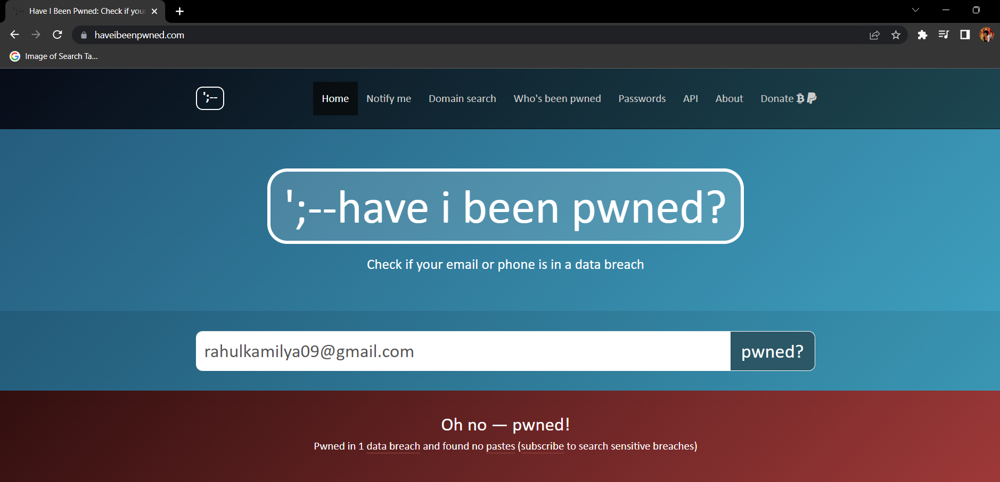 Have I Been Pwned: Check if your
haveibeenpwned.com
Image of Search Ta...
';--
Home Notify me Domain search Who's been pwned Passwords API About Donate
';--have i been pwned?
Check if your email or phone is in a data breach
rahulkamilya09@gmail.com pwned?
Oh no — pwned!
Pwned in 1 data breach and found no pastes (subscribe to search sensitive breaches)